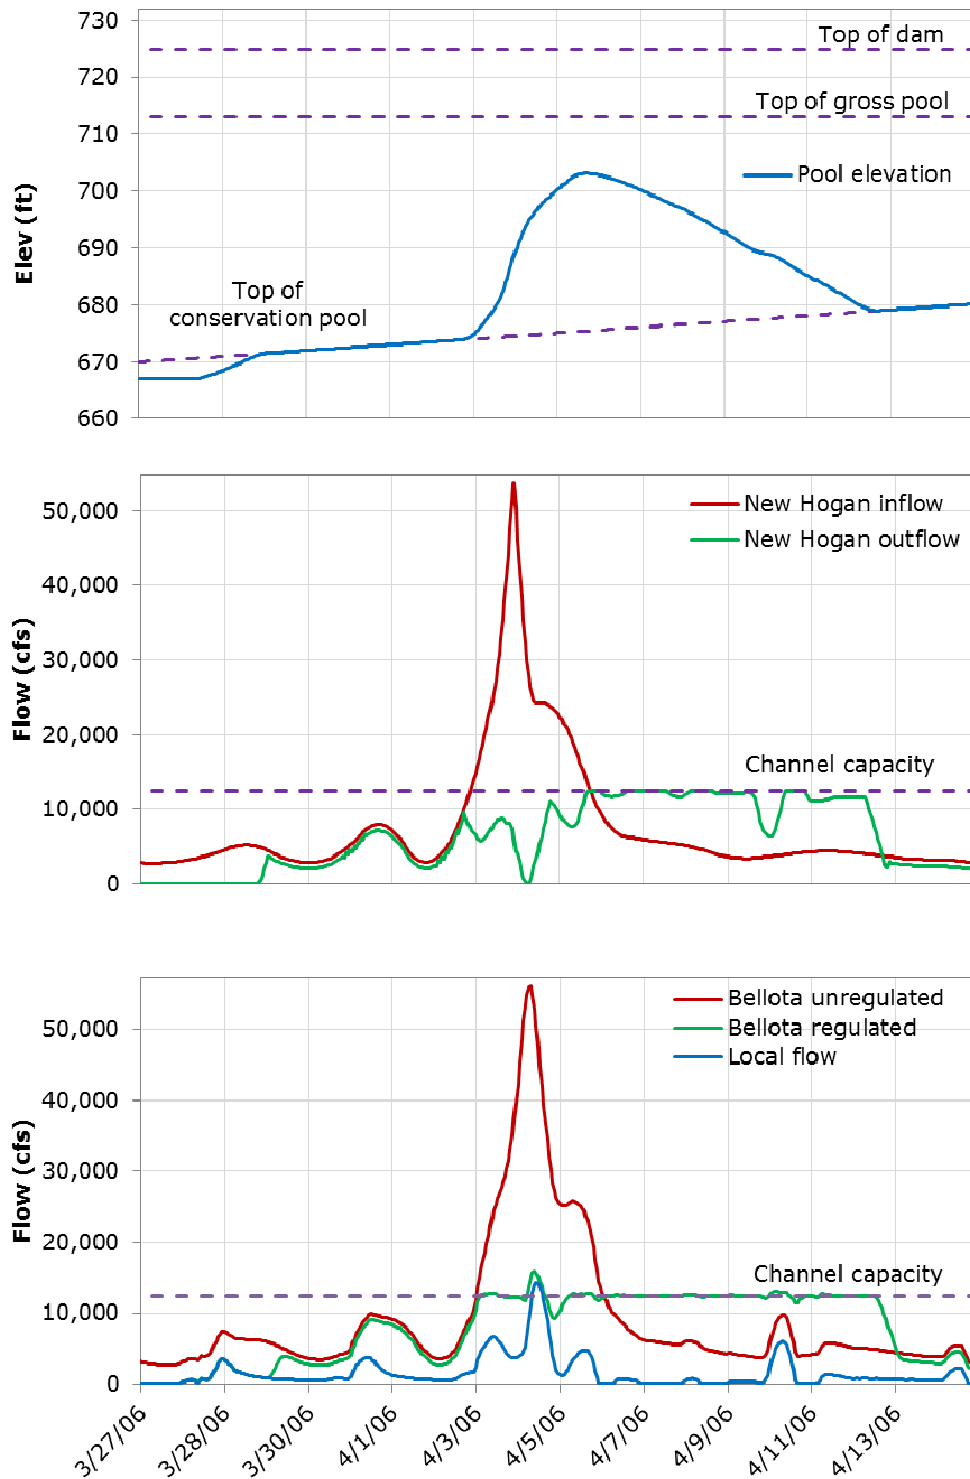 730
720
710
700
690
680
670
660
Elev (ft)
Top of dam
Top of gross pool
Pool elevation
Top of
conservation pool
50,000
40,000
30,000
20,000
10,000
0
Flow (cfs)
New Hogan inflow
New Hogan outflow
Channel capacity
50,000
40,000
30,000
20,000
10,000
0
Flow (cfs)
Bellota unregulated
Bellota regulated
Local flow
Channel capacity
3/27/06
3/28/06
3/30/06
4/1/06
4/3/06
4/5/06
4/7/06
4/9/06
4/11/06
4/13/06